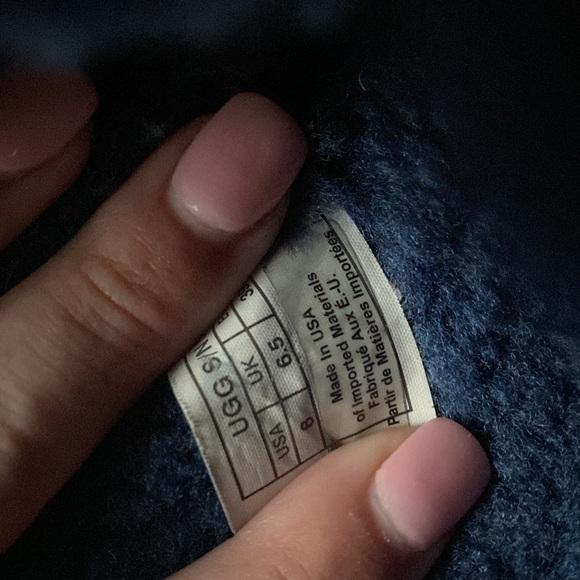 UGG S/N
USA UK
8 6.5
Made In USA
of Imported Materials
Fabriqué Aux É.-U.
Partir de Matières Importées